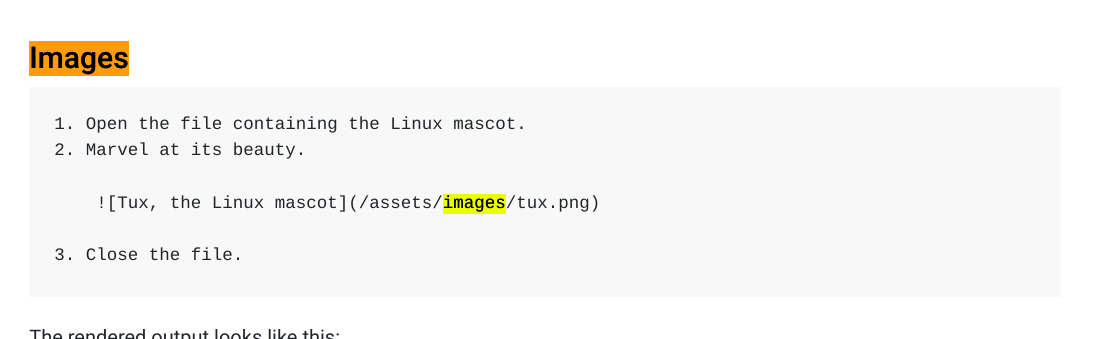 Images
1. Open the file containing the Linux mascot.
2. Marvel at its beauty.
![Tux, the Linux mascot](/assets/images/tux.png)
3. Close the file.
The rendered output looks like this: